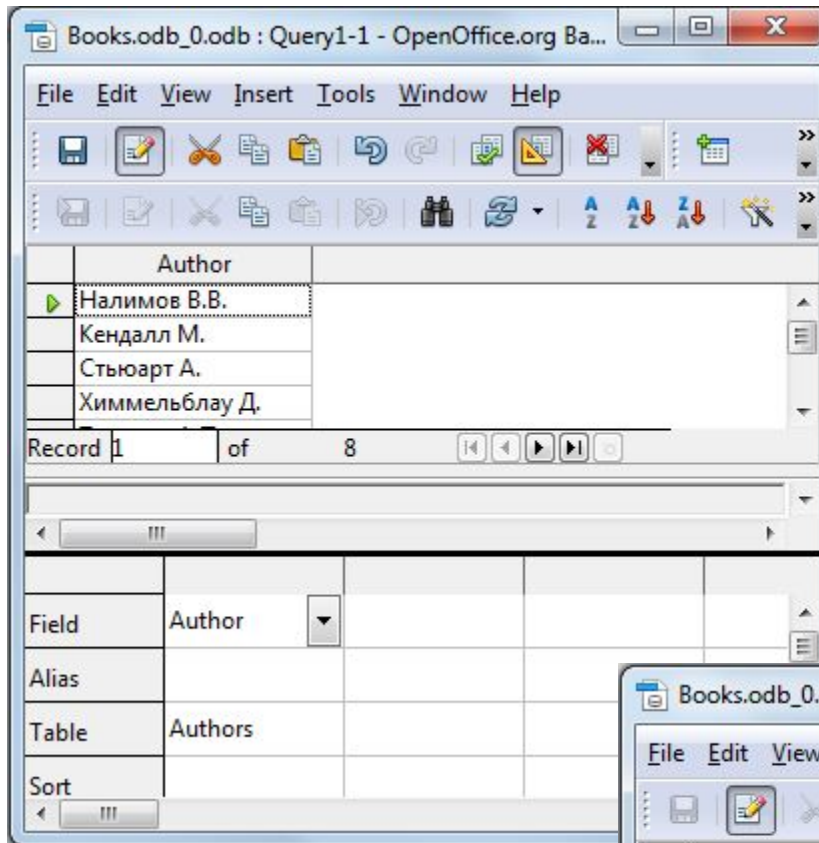 Books.odb_0.odb : Query1-1 - OpenOffice.org Ba...
File Edit View Insert Tools Window Help
Author
Налимов В.В.
Кендалл М.
Стьюарт А.
Химмельблау Д.
Record 1 of 8
Field Author
Alias
Table Authors
Sort
Books.odb_0.
File Edit View